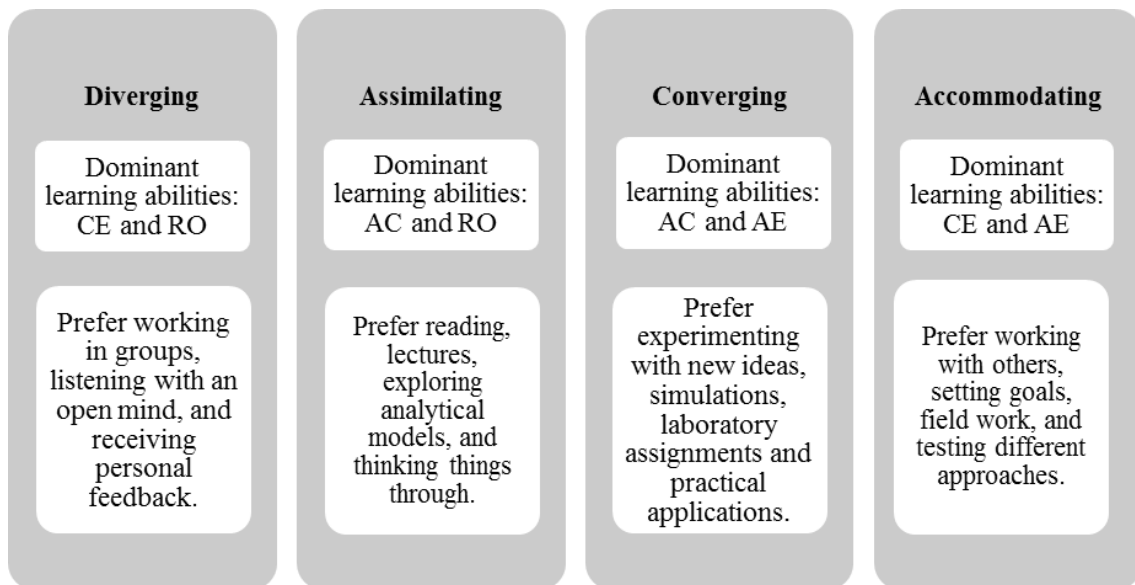 Diverging
Dominant
learning abilities:
CE and RO
Prefer working
in groups,
listening with an
open mind, and
receiving
personal
feedback.
Assimilating
Dominant
learning abilities:
AC and RO
Prefer reading,
lectures,
exploring
analytical
models, and
thinking things
through.
Converging
Dominant
learning abilities:
AC and AE
Prefer
experimenting
with new ideas,
simulations,
laboratory
assignments and
practical
applications.
Accommodating
Dominant
learning abilities:
CE and AE
Prefer working
with others,
setting goals,
field work, and
testing different
approaches.